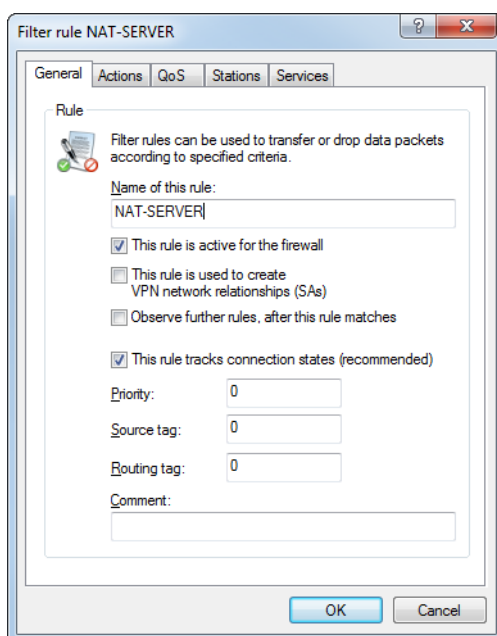 Filter rule NAT-SERVER
General Actions QoS Stations Services
Rule
Filter rules can be used to transfer or drop data packets
according to specified criteria.
Name of this rule:
NAT-SERVER
This rule is active for the firewall
This rule is used to create
VPN network relationships (SAs)
Observe further rules, after this rule matches
This rule tracks connection states (recommended)
Priority: 0
Source tag: 0
Routing tag: 0
Comment:
OK Cancel